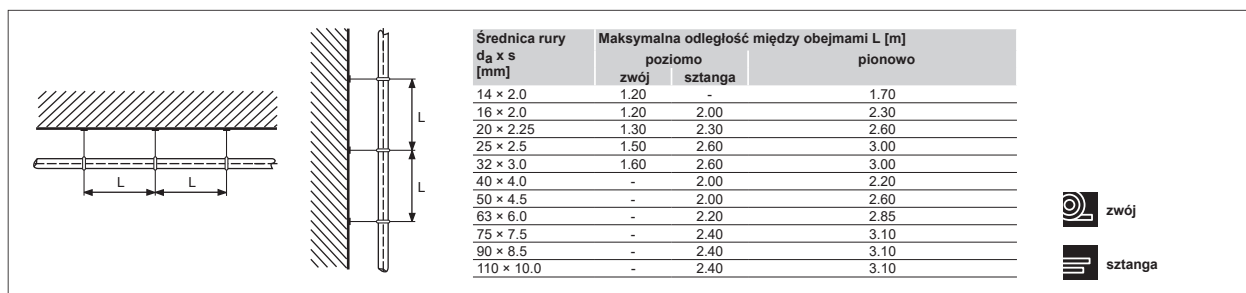 L
L
L
L
Średnica rury Maksymalna odległość między obejmami L [m]
da x s poziomo pionowo
[mm] zwój sztanga
14 × 2.0 1.20 - 1.70
16 × 2.0 1.20 2.00 2.30
20 × 2.25 1.30 2.30 2.60
25 × 2.5 1.50 2.60 3.00
32 × 3.0 1.60 2.60 3.00
40 × 4.0 - 2.00 2.20
50 × 4.5 - 2.00 2.60
63 × 6.0 - 2.20 2.85
75 × 7.5 - 2.40 3.10
90 × 8.5 - 2.40 3.10
110 × 10.0 - 2.40 3.10
zwój
sztanga